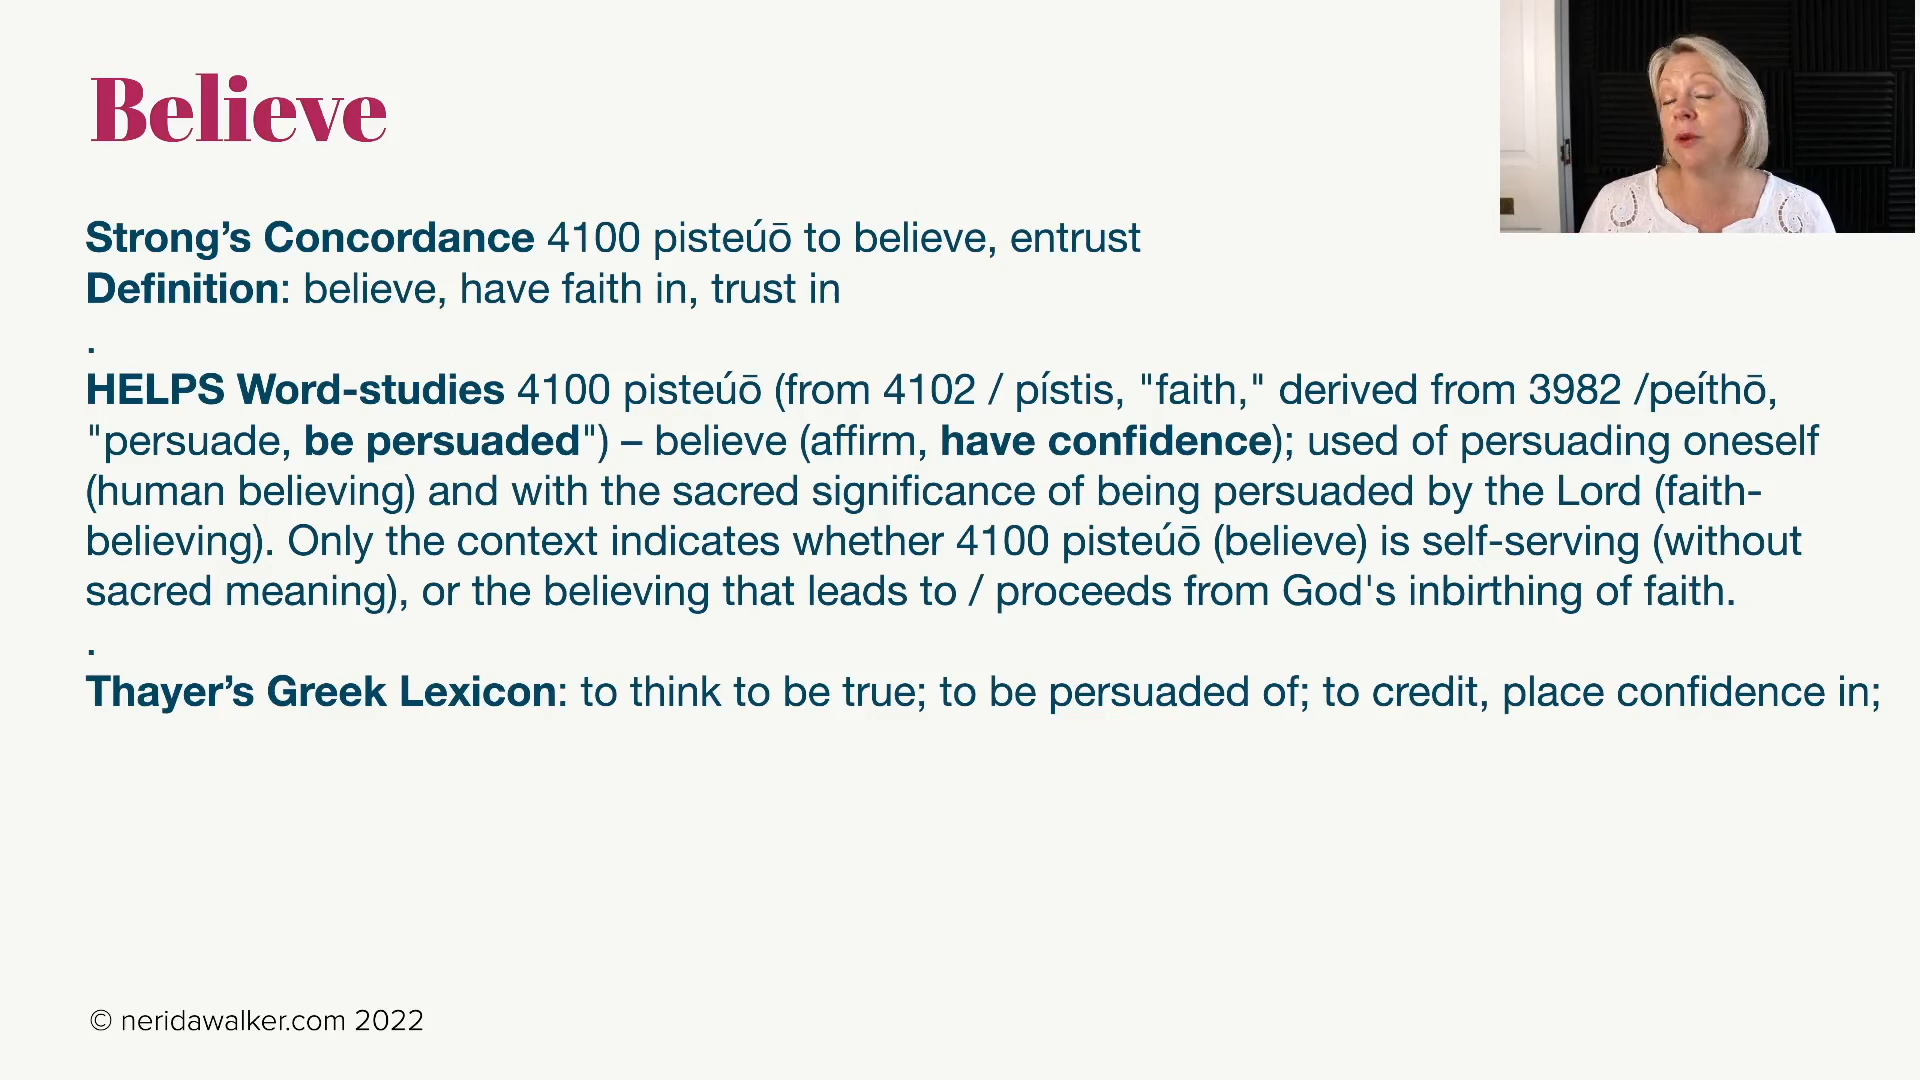 Believe
Strong’s Concordance 4100 pisteúō to believe, entrust
Definition: believe, have faith in, trust in
.
HELPS Word-studies 4100 pisteúō (from 4102 / pístis, "faith," derived from 3982 /peíthō,
"persuade, be persuaded") – believe (affirm, have confidence); used of persuading oneself
(human believing) and with the sacred significance of being persuaded by the Lord (faith-
believing). Only the context indicates whether 4100 pisteúō (believe) is self-serving (without
sacred meaning), or the believing that leads to / proceeds from God's inbirthing of faith.
.
Thayer’s Greek Lexicon: to think to be true; to be persuaded of; to credit, place confidence in;
© neridawalker.com 2022